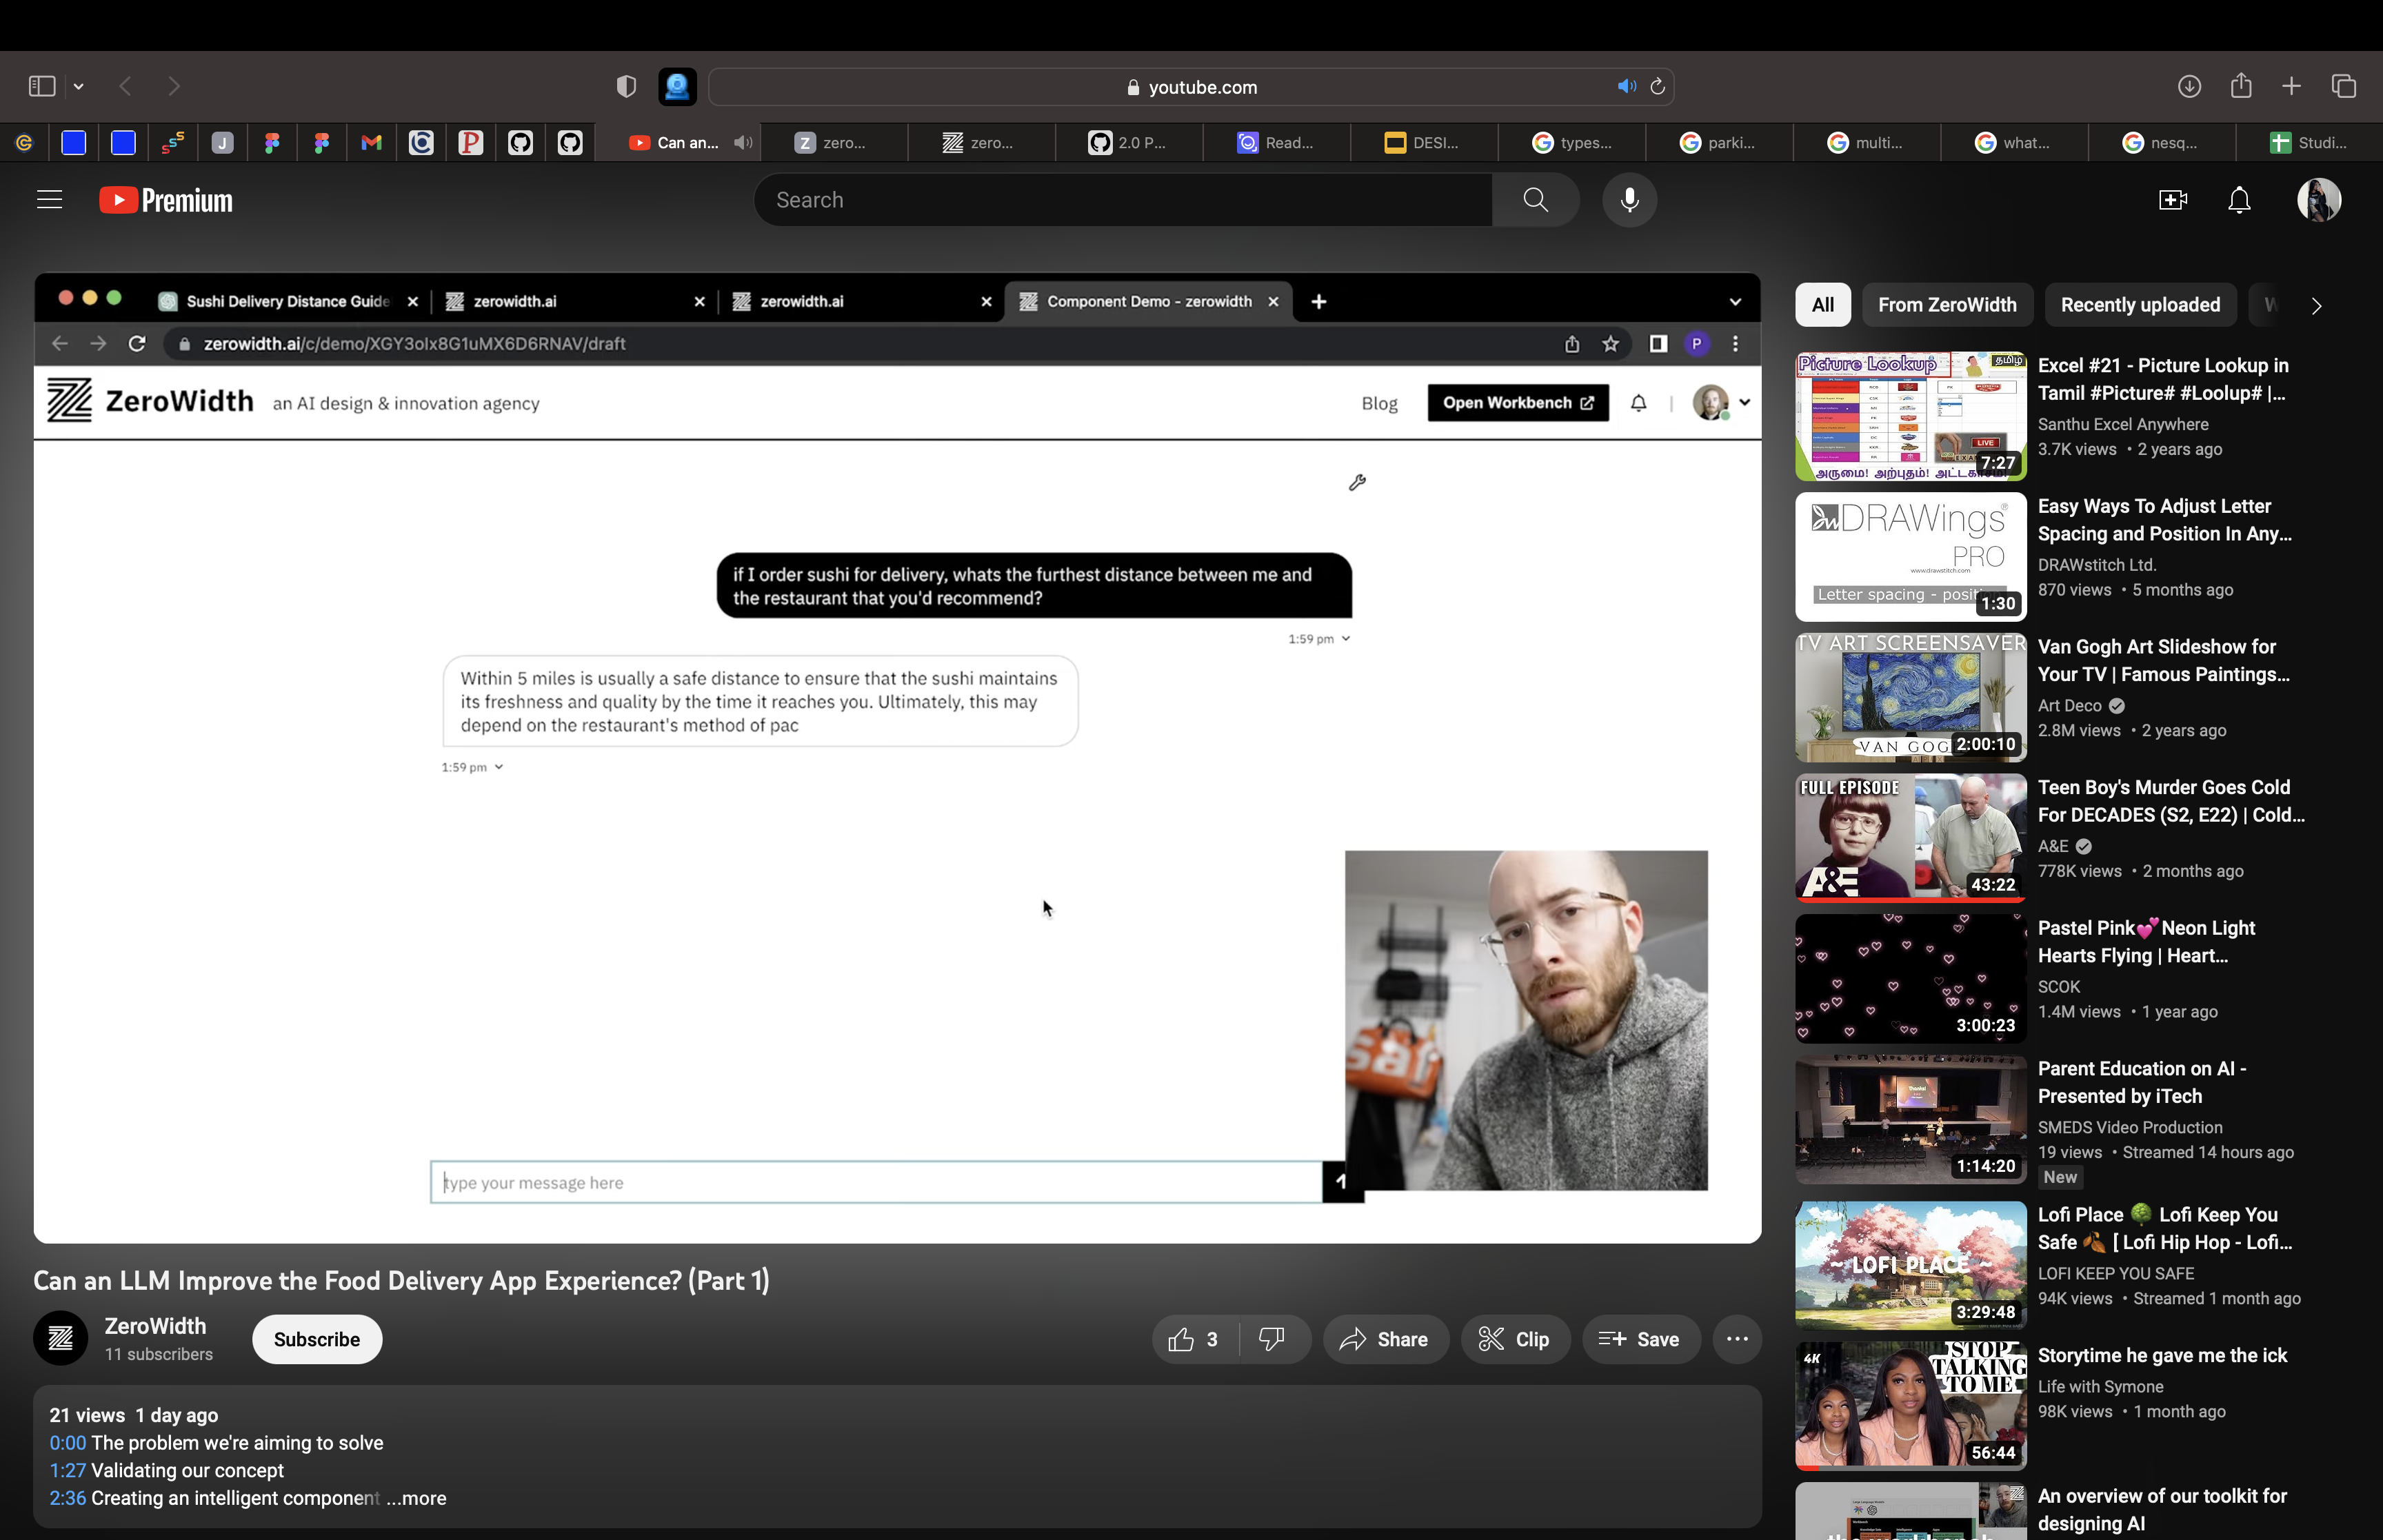 youtube.com
Can an...
zero...
zero...
2.0 P...
Read...
DESI...
types...
parki...
multi...
what...
nesq...
Studi...
Premium
Search
Sushi Delivery Distance Guide
zerowidth.ai
zerowidth.ai
Component Demo - zerowidth
zerowidth.ai/c/demo/XGY3oIx8G1uMX6D6RNAV/draft
P
ZeroWidth
an AI design & innovation agency
Blog
Open Workbench
if I order sushi for delivery, whats the furthest distance between me and
the restaurant that you'd recommend?
1:59 pm
Within 5 miles is usually a safe distance to ensure that the sushi maintains
its freshness and quality by the time it reaches you. Ultimately, this may
depend on the restaurant's method of pac
1:59 pm
type your message here
Can an LLM Improve the Food Delivery App Experience? (Part 1)
ZeroWidth
11 subscribers
Subscribe
3
Share
Clip
Save
21 views 1 day ago
0:00 The problem we're aiming to solve
1:27 Validating our concept
2:36 Creating an intelligent component ...more
All
From ZeroWidth
Recently uploaded
Picture Lookup
தமிழ்
LIVE
அருமை! அற்புதம்!
7:27
Excel #21 - Picture Lookup in
Tamil #Picture# #Loolup# |...
Santhu Excel Anywhere
3.7K views • 2 years ago
DRAWings®
PRO
www.drawstitch.com
Letter spacing - posit
1:30
Easy Ways To Adjust Letter
Spacing and Position In Any...
DRAWstitch Ltd.
870 views • 5 months ago
TV ART SCREENSAVER
VAN GOG
2:00:10
Van Gogh Art Slideshow for
Your TV | Famous Paintings...
Art Deco
2.8M views • 2 years ago
FULL EPISODE
A&E
43:22
Teen Boy's Murder Goes Cold
For DECADES (S2, E22) | Cold...
A&E
778K views • 2 months ago
3:00:23
Pastel Pink💕Neon Light
Hearts Flying | Heart...
SCOK
1.4M views • 1 year ago
1:14:20
Parent Education on AI -
Presented by iTech
SMEDS Video Production
19 views • Streamed 14 hours ago
New
~ LOFI PLACE ~
3:29:48
Lofi Place 🌳 Lofi Keep You
Safe 🍂 [ Lofi Hip Hop - Lofi...
LOFI KEEP YOU SAFE
94K views • Streamed 1 month ago
4K
STOP
TALKING
TO ME
56:44
Storytime he gave me the ick
Life with Symone
98K views • 1 month ago
An overview of our toolkit for
designing AI